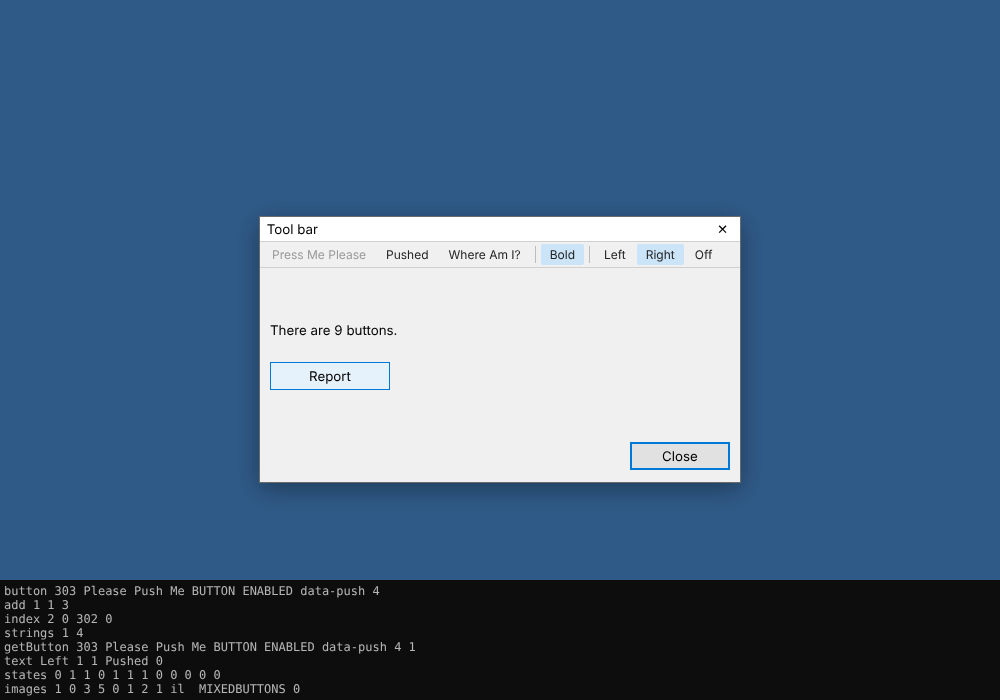 Tool bar ✕
Press Me Please Pushed Where Am I? Bold Left Right Off
There are 9 buttons.
Report
Close
button 303 Please Push Me BUTTON ENABLED data-push 4
add 1 1 3
index 2 0 302 0
strings 1 4
getButton 303 Please Push Me BUTTON ENABLED data-push 4 1
text Left 1 1 Pushed 0
states 0 1 1 0 1 1 1 0 0 0 0 0
images 1 0 3 5 0 1 2 1 il  MIXEDBUTTONS 0